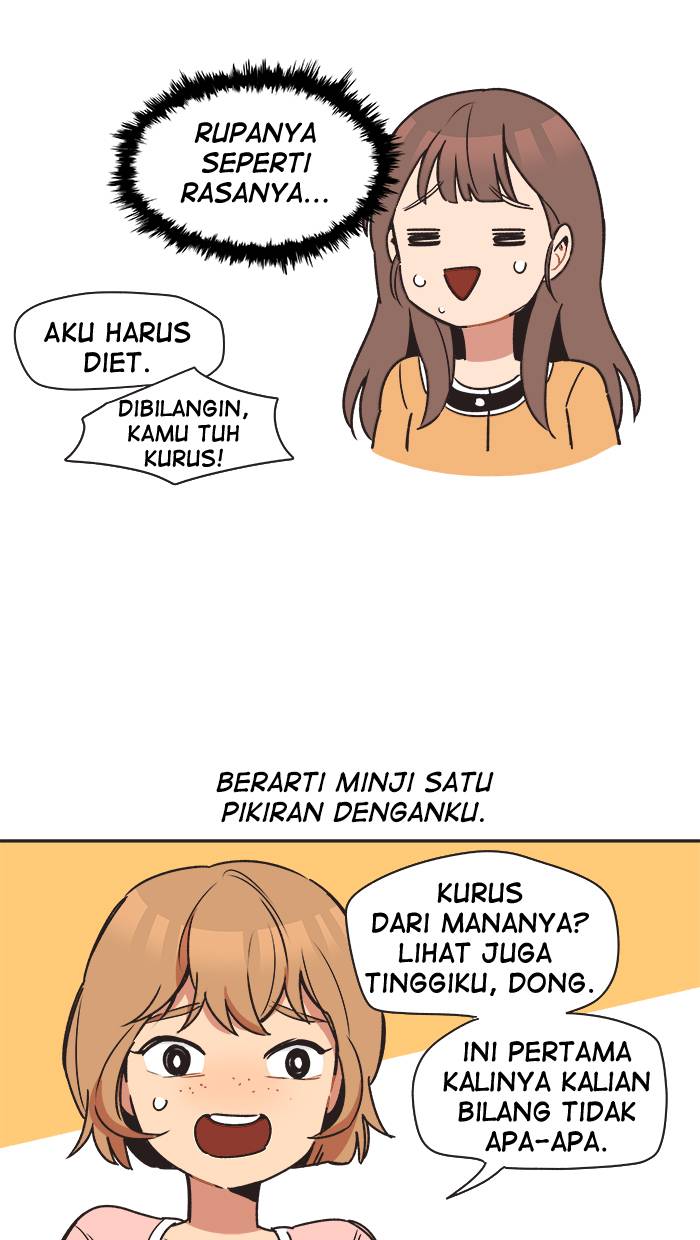 RUPANYA
SEPERTI
RASANYA...
AKU HARUS
DIET.
DIBILANGIN,
KAMU TUH
KURUS!
BERARTI MINJI SATU
PIKIRAN DENGANKU.
KURUS
DARI MANANYA?
LIHAT JUGA
TINGGIKU, DONG.
INI PERTAMA
KALINYA KALIAN
BILANG TIDAK
APA-APA.